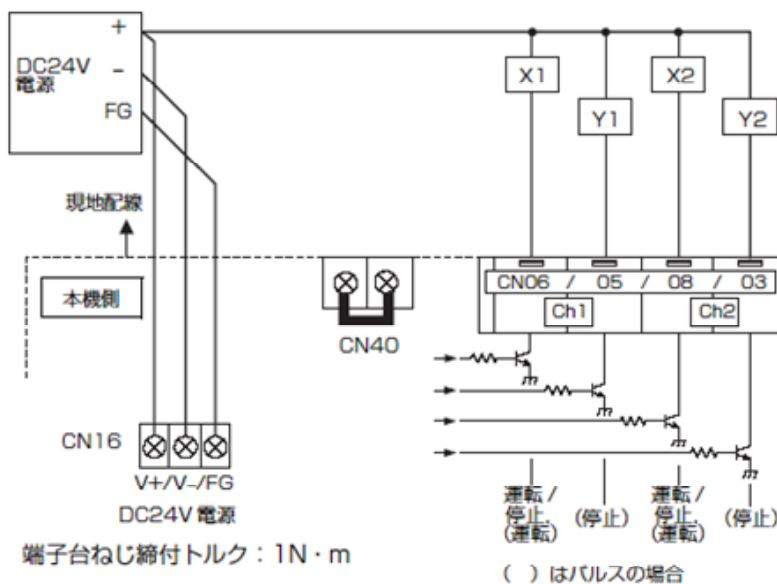 +
DC24V
電源
−
FG
X1
X2
Y1
Y2
現地配線
本機側
CN06 / 05 / 08 / 03
Ch1
Ch2
CN40
CN16
V+/V−/FG
DC24V 電源
端子台ねじ締付トルク：1N・m
運転/
停止,
(運転)
(停止)
運転/
停止,
(運転)
(停止)
( ) はパルスの場合